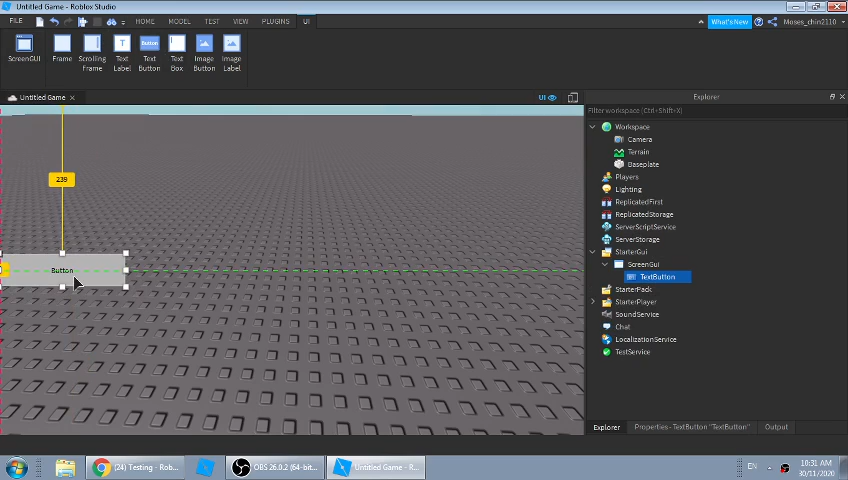 Untitled Game - Roblox Studio
FILE
HOME
MODEL
TEST
VIEW
PLUGINS
UI
What's New
Moses_chin2110
ScreenGUI
Frame
Scrolling
Frame
Text
Label
Text
Button
Text
Box
Image
Button
Image
Label
T
Button
T
Untitled Game
UI
Explorer
Filter workspace (Ctrl+Shift+X)
Workspace
Camera
Terrain
Baseplate
Players
Lighting
ReplicatedFirst
ReplicatedStorage
ServerScriptService
ServerStorage
StarterGui
ScreenGui
TextButton
StarterPack
StarterPlayer
SoundService
Chat
LocalizationService
TestService
239
Button
Explorer
Properties - TextButton "TextButton"
Output
(24) Testing - Rob...
OBS 26.0.2 (64-bit...
Untitled Game - R...
EN
10:31 AM
30/11/2020